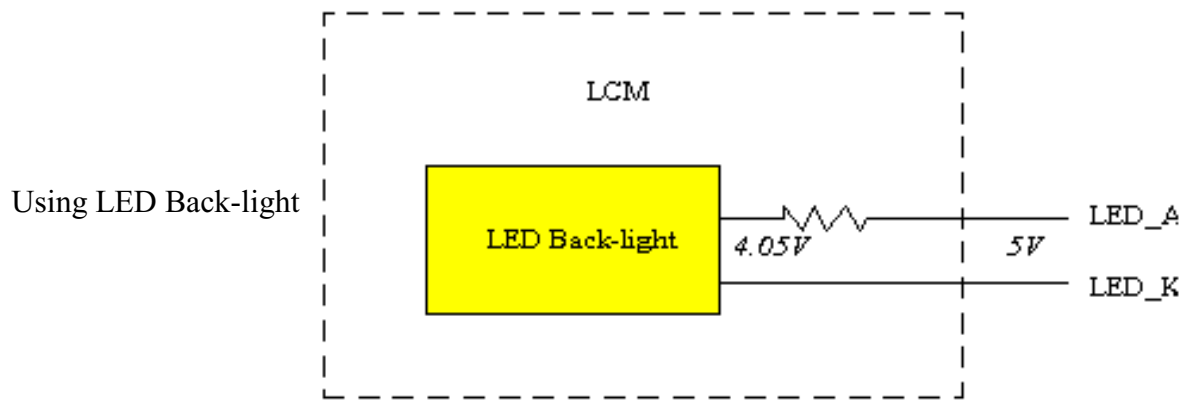 LCM
Using LED Back-light
LED Back-light
LED_A
4.05V
5V
LED_K